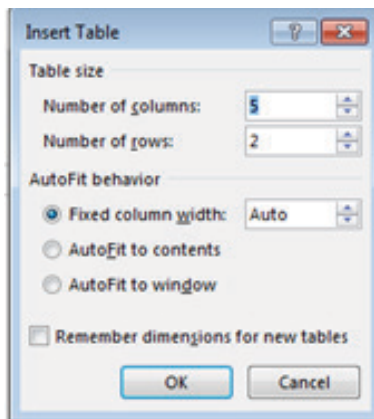 Insert Table
Table size
Number of columns: 5
Number of rows: 2
AutoFit behavior
Fixed column width: Auto
AutoFit to contents
AutoFit to window
Remember dimensions for new tables
OK Cancel